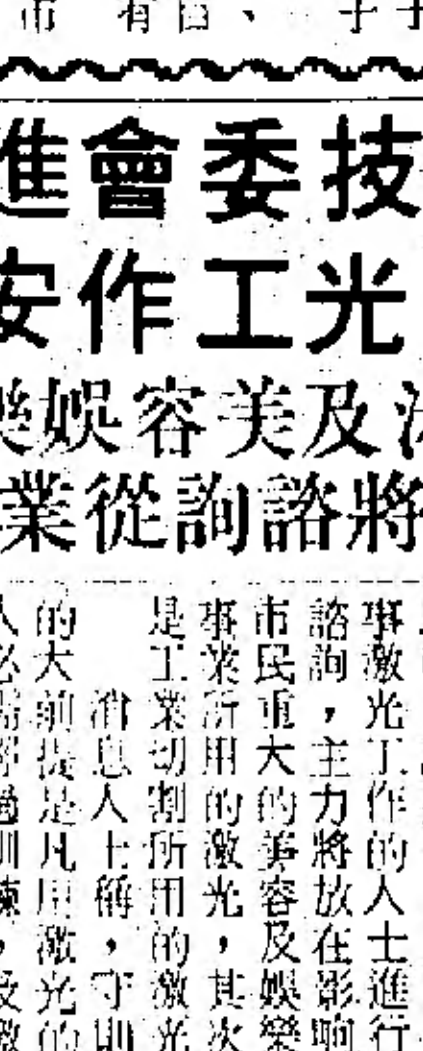 技委會進
光工作安
及美容娛樂
將諮詢從業
事激光工作的人士進行
諮詢，主力將放在影响
市民重大的美容及娛樂
事業所用的激光，其次
是工業切割所用的激光
消息人士稱，守則
的大前提是凡用激光的